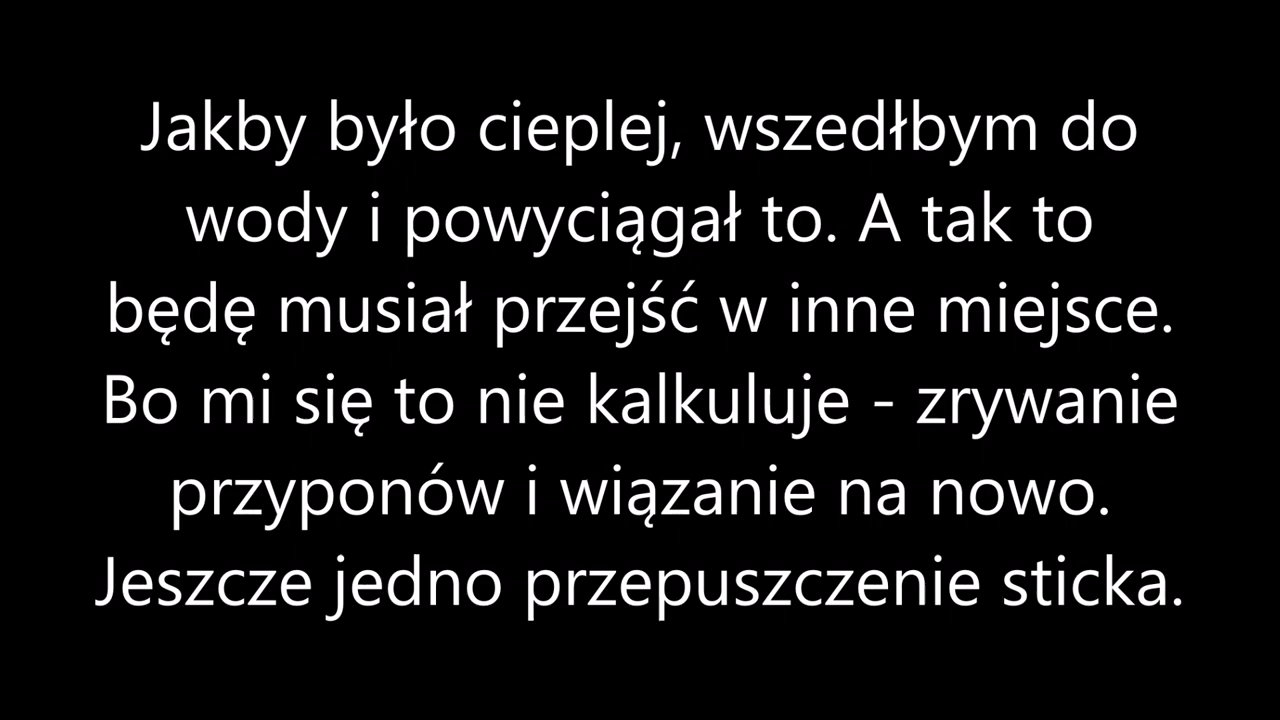 Jakby było cieplej, wszedłbym do
wody i powyciągał to. A tak to
będę musiał przejść w inne miejsce.
Bo mi się to nie kalkuluje - zrywanie
przyponów i wiązanie na nowo.
Jeszcze jedno przepuszczenie sticka.